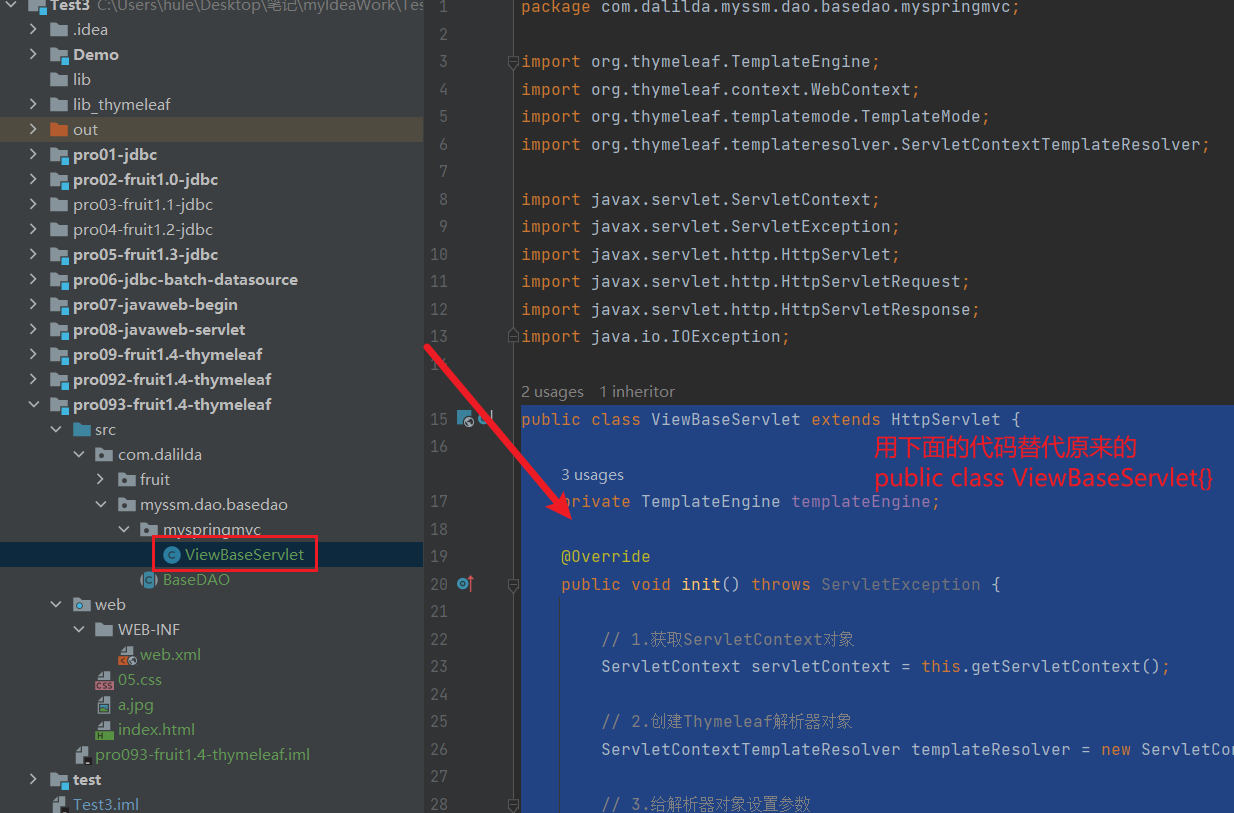 Test3 C:\Users\hule\Desktop\笔记\myIdeaWork\Tes
.idea
Demo
lib
lib_thymeleaf
out
pro01-jdbc
pro02-fruit1.0-jdbc
pro03-fruit1.1-jdbc
pro04-fruit1.2-jdbc
pro05-fruit1.3-jdbc
pro06-jdbc-batch-datasource
pro07-javaweb-begin
pro08-javaweb-servlet
pro09-fruit1.4-thymeleaf
pro092-fruit1.4-thymeleaf
pro093-fruit1.4-thymeleaf
src
com.dalilda
fruit
myssm.dao.basedao
myspringmvc
ViewBaseServlet
BaseDAO
web
WEB-INF
web.xml
05.css
a.jpg
index.html
pro093-fruit1.4-thymeleaf.iml
test
Test3.iml
1 package com.dalilda.myssm.dao.basedao.myspringmvc;
2
3 import org.thymeleaf.TemplateEngine;
4 import org.thymeleaf.context.WebContext;
5 import org.thymeleaf.templatemode.TemplateMode;
6 import org.thymeleaf.templateresolver.ServletContextTemplateResolver;
7
8 import javax.servlet.ServletContext;
9 import javax.servlet.ServletException;
10 import javax.servlet.http.HttpServlet;
11 import javax.servlet.http.HttpServletRequest;
12 import javax.servlet.http.HttpServletResponse;
13 import java.io.IOException;
14
2 usages 1 inheritor
15 public class ViewBaseServlet extends HttpServlet {
16
用下面的代码替代原来的
public class ViewBaseServlet{}
3 usages
17 private TemplateEngine templateEngine;
18
19 @Override
20 public void init() throws ServletException {
21
22 // 1.获取ServletContext对象
23 ServletContext servletContext = this.getServletContext();
24
25 // 2.创建Thymeleaf解析器对象
26 ServletContextTemplateResolver templateResolver = new ServletCo
27
28 // 3.给解析器对象设置参数